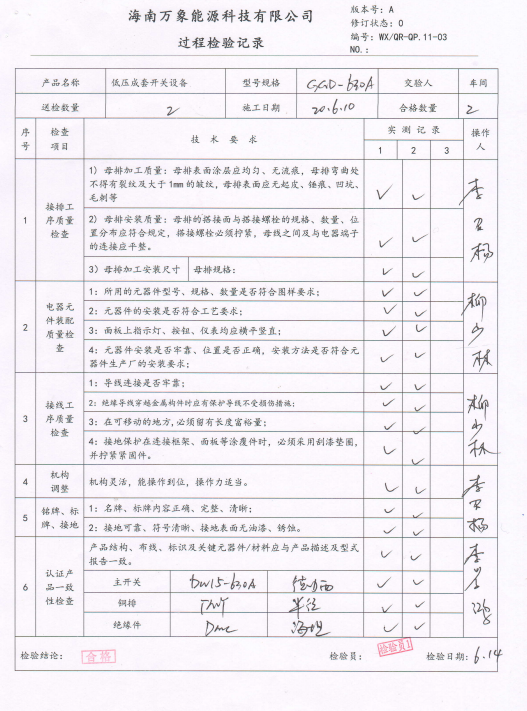 海南万象能源科技有限公司
过程检验记录
版本号：A
修订状态：0
编号：WX/QR-QP.11-03
NO.：
产品名称 低压成套开关设备 型号规格 GGD-630A 交验人 车间
送检数量 2 施工日期 20.6.10 合格数量 2
序号 检查项目 技 术 要 求 实 测 记 录 操作人
1 2 3
1 接排工序质量检查
1）母排加工质量：母排表面涂层应均匀、无流痕，母排弯曲处
不得有裂纹及大于1mm的皱纹，母排表面应无起皮、锤痕、凹坑、
毛刺等
✓ ✓ 李
2）母排安装质量：母排的搭接面与搭接螺栓的规格、数量、位
置分布应符合规定，搭接螺栓必须拧紧，母线之间及与电器端子
的连接应平整。
✓ ✓ 杨
3）母排加工安装尺寸 母排规格： ✓ ✓
2 电器元件装配质量检查
1：所用的元器件型号、规格、数量是否符合图样要求； ✓ ✓ 柳
2：元器件的安装是否符合工艺要求； ✓ ✓
3：面板上指示灯、按钮、仪表均应横平竖直； ✓ ✓
4：元器件安装是否牢靠、位置是否正确，安装方法是否符合元
器件生产厂的安装要求； ✓ ✓ 林
3 接线工序质量检查
1：导线连接是否牢靠； ✓ ✓
2：绝缘导线穿越金属构件时应有保护导线不受损伤措施； ✓ ✓ 柳
3：在可移动的地方,必须留有长度富裕量； ✓ ✓
4：接地保护在连接框架、面板等涂覆件时，必须采用刮漆垫圈，
并拧紧紧固件。 ✓ ✓ 林
4 机构调整 机构灵活，能操作到位，操作力适当。 ✓ ✓ 李
5 铭牌、标牌、接地
1：名牌、标牌内容正确、完整、清晰； ✓ ✓
2：接地可靠、符号清晰、接地表面无油漆、锈蚀。 ✓ ✓ 杨
6 认证产品一致性检查
产品结构、布线、标识及关键元器件/材料应与产品描述及型式
报告一致。 ✓ ✓ 李
主开关 DW15-630A 德力西 ✓ ✓
铜排 TMY ✓ ✓
绝缘件 DMC ✓ ✓
检验结论： 合格 检验员： 检验员1 检验日期：6.14